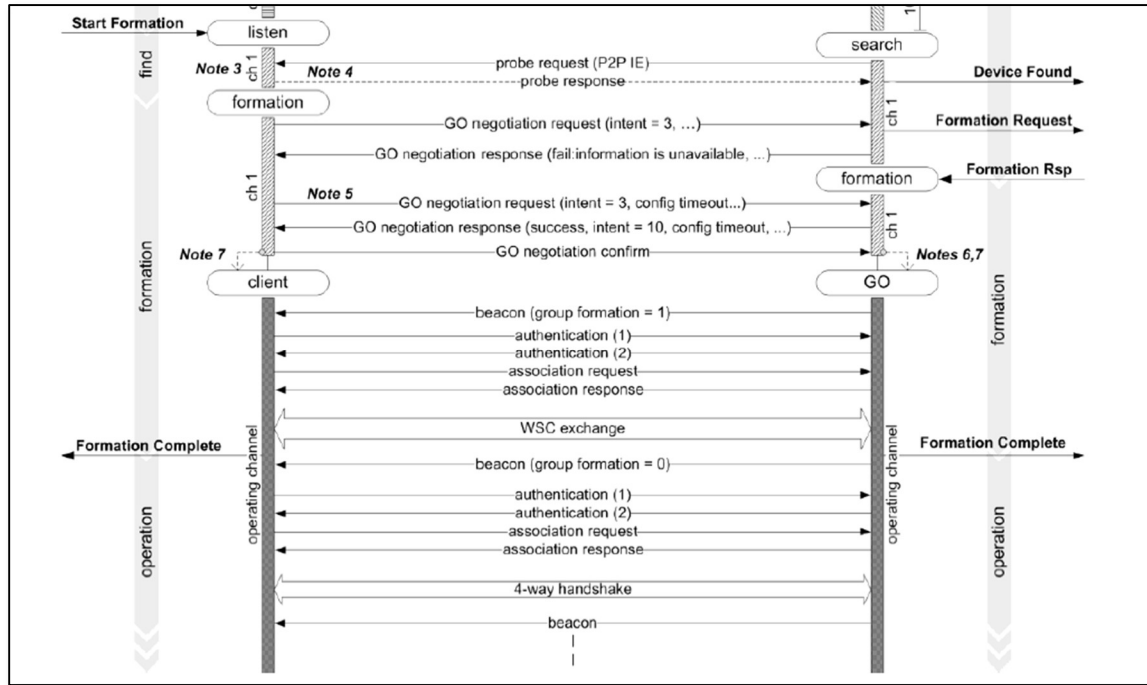 Start Formation
listen
search
find
Note 3
ch 1
Note 4
probe request (P2P IE)
probe response
Device Found
formation
ch 1
GO negotiation request (intent = 3, …)
Formation Request
GO negotiation response (fail:information is unavailable, ...)
formation
Formation Rsp
ch 1
Note 5
GO negotiation request (intent = 3, config timeout...)
ch 1
GO negotiation response (success, intent = 10, config timeout, ...)
Note 7
GO negotiation confirm
Notes 6,7
formation
client
GO
formation
beacon (group formation = 1)
authentication (1)
authentication (2)
association request
association response
WSC exchange
Formation Complete
operating channel
operating channel
Formation Complete
beacon (group formation = 0)
authentication (1)
authentication (2)
operation
association request
operation
association response
4-way handshake
beacon